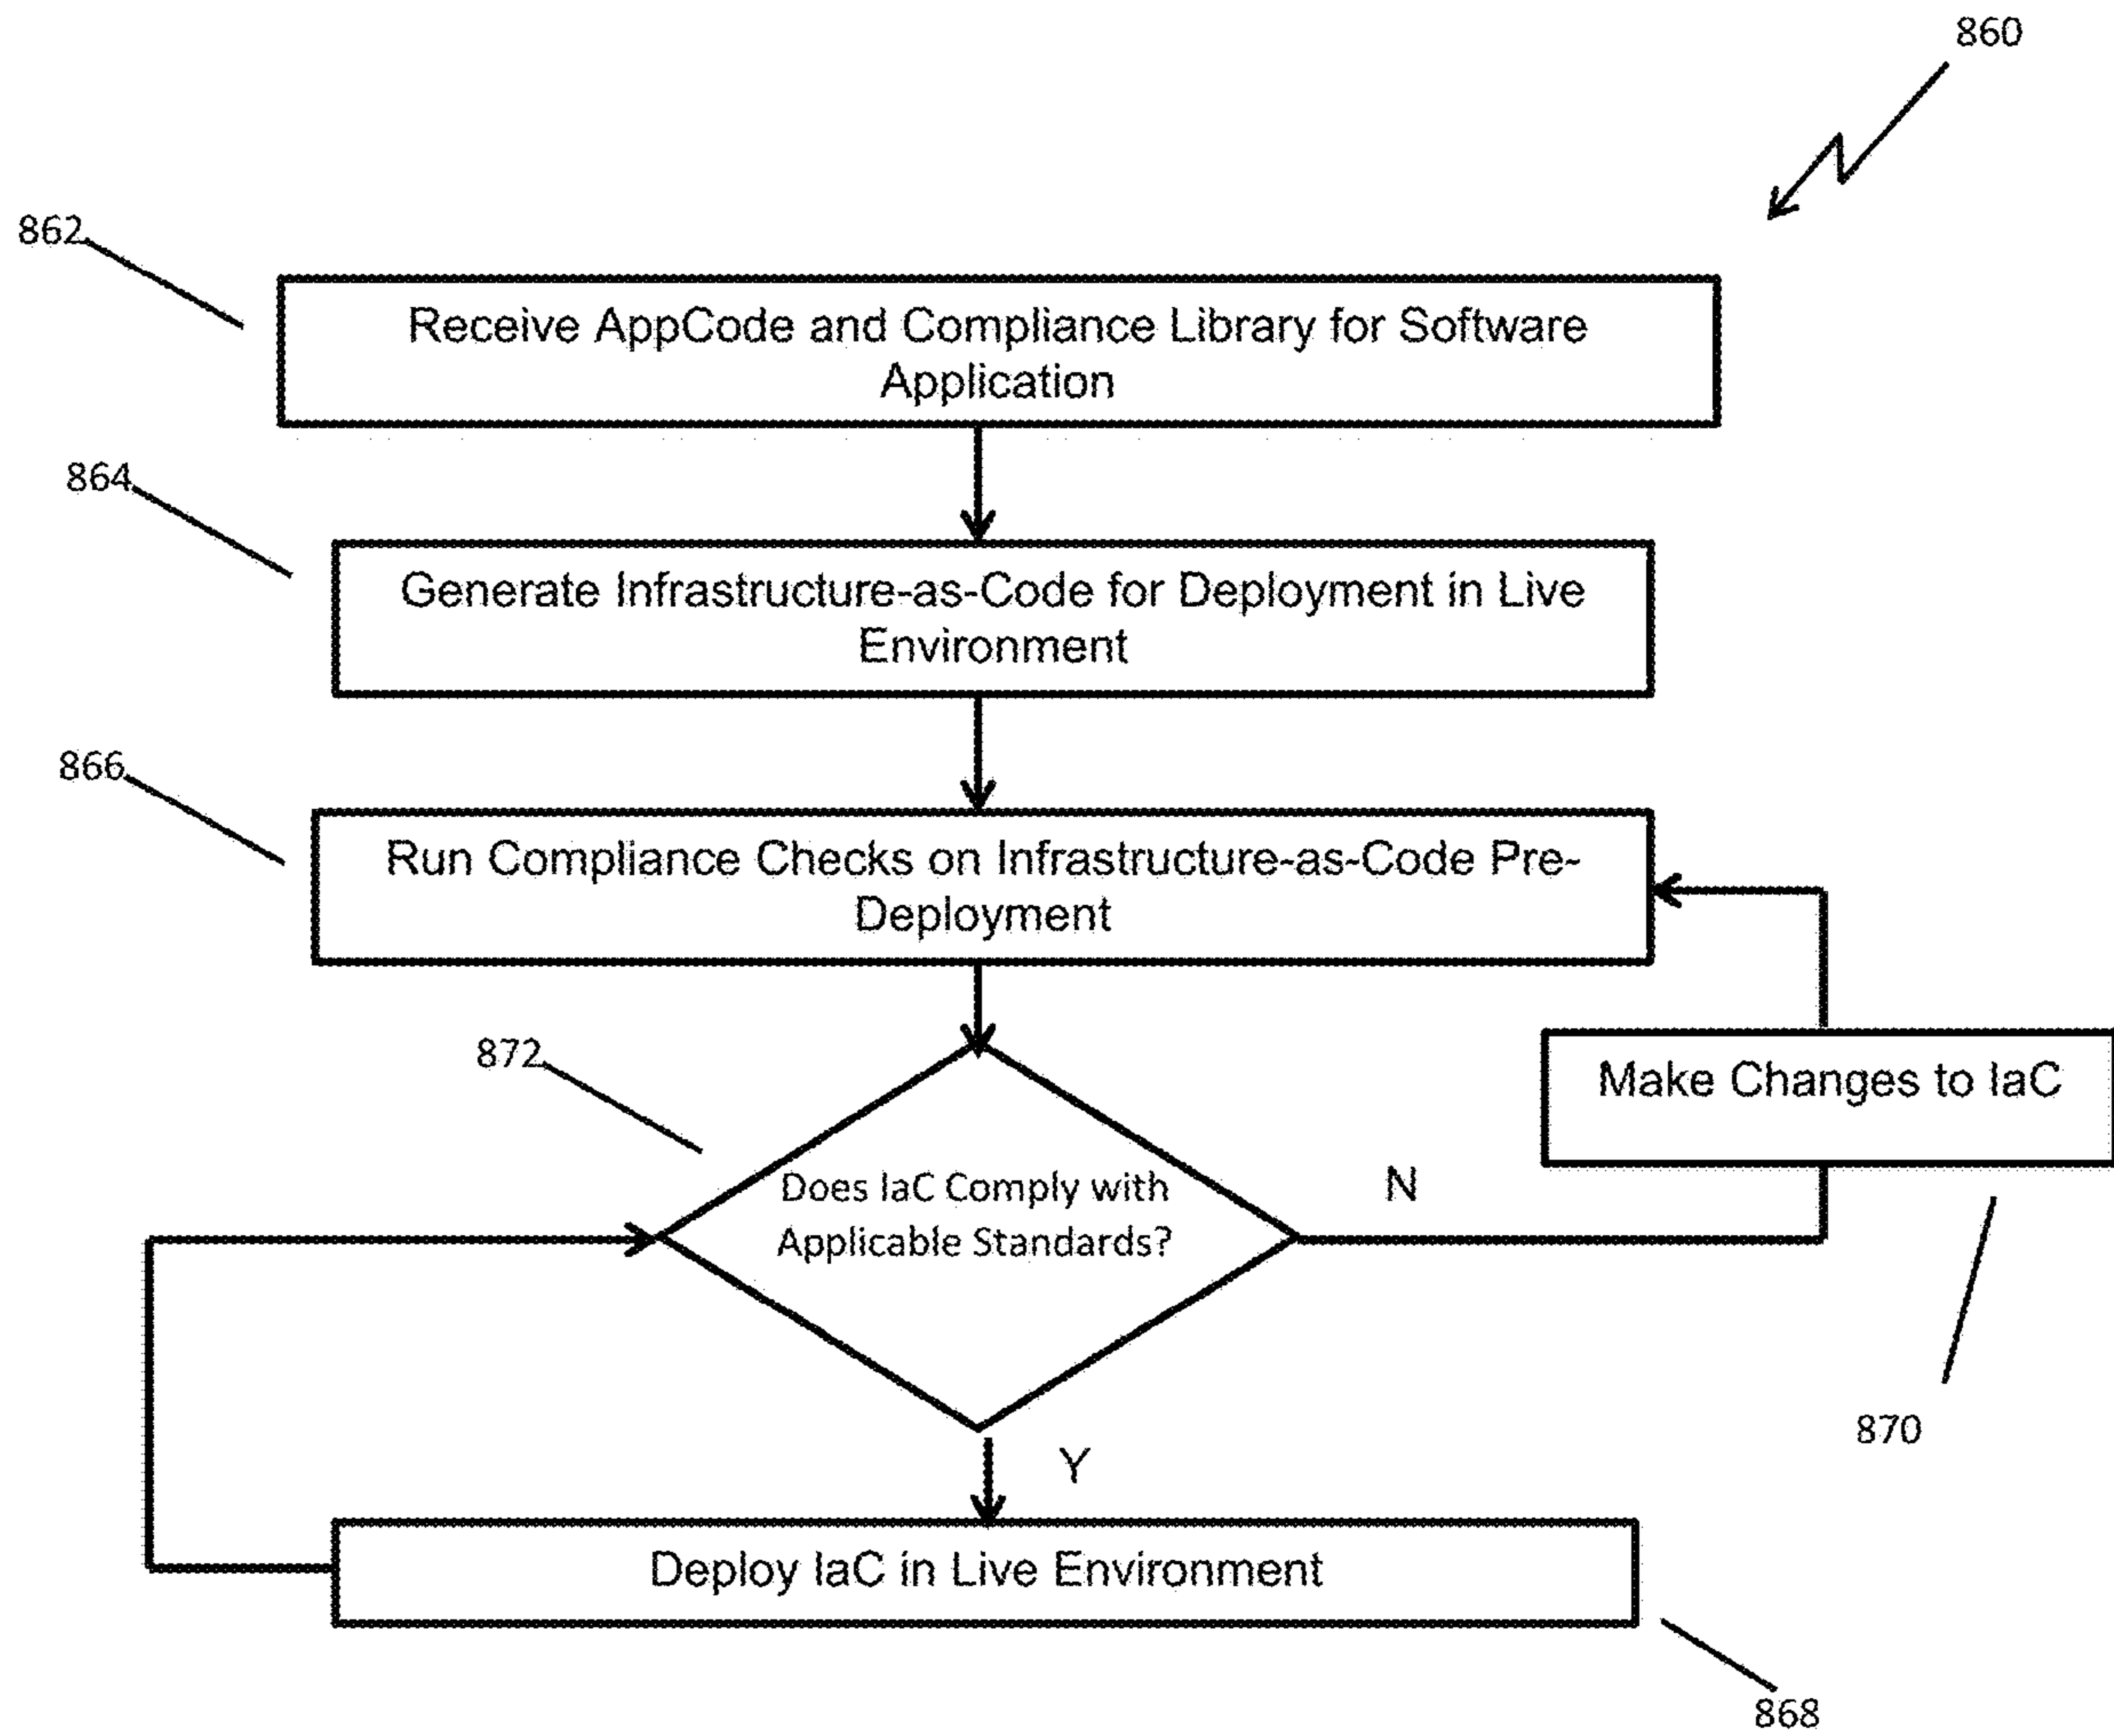 860
862
Receive AppCode and Compliance Library for Software
Application
864
Generate Infrastructure-as-Code for Deployment in Live
Environment
866
Run Compliance Checks on Infrastructure-as-Code Pre-
Deployment
872
Make Changes to IaC
Does IaC Comply with
Applicable Standards?
N
870
Y
Deploy IaC in Live Environment
868